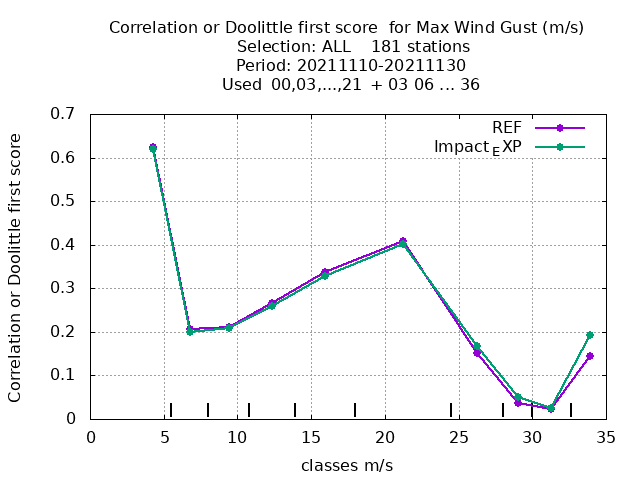 Correlation or Doolittle first score  for Max Wind Gust (m/s)
Selection: ALL    181 stations
Period: 20211110-20211130
Used  00,03,...,21  + 03 06 ... 36
Correlation or Doolittle first score
0.7
0.6
0.5
0.4
0.3
0.2
0.1
0
REF
Impact_EXP
0 5 10 15 20 25 30 35
classes m/s